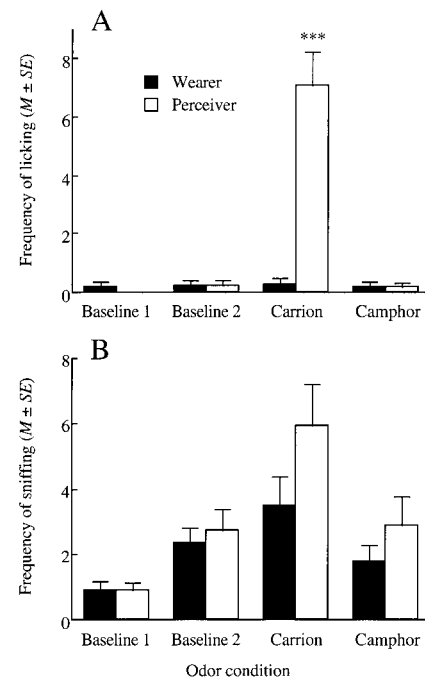 A
***
8
6
4
2
0
Frequency of licking (M ± SE)
Wearer
Perceiver
Baseline 1 Baseline 2 Carrion Camphor
B
8
6
4
2
0
Frequency of sniffing (M ± SE)
Baseline 1 Baseline 2 Carrion Camphor
Odor condition